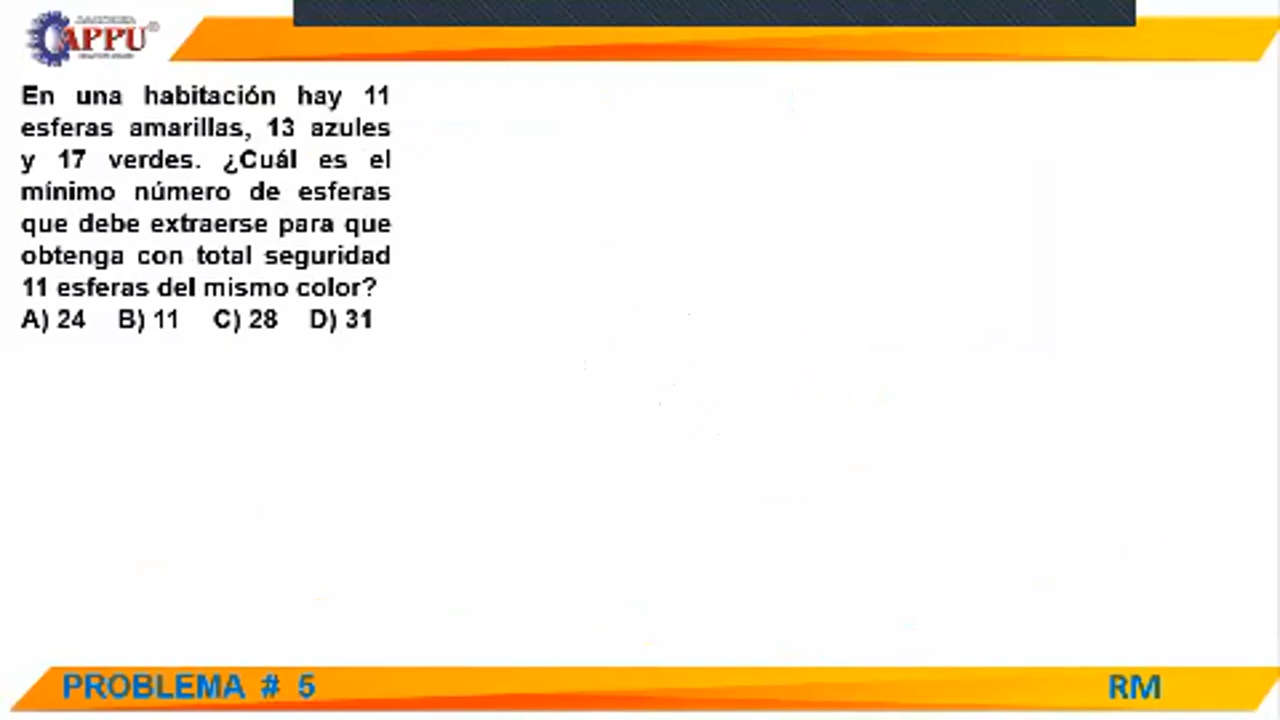 APPU
En una habitación hay 11
esferas amarillas, 13 azules
y 17 verdes. ¿Cuál es el
mínimo número de esferas
que debe extraerse para que
obtenga con total seguridad
11 esferas del mismo color?
A) 24 B) 11 C) 28 D) 31
PROBLEMA # 5
RM